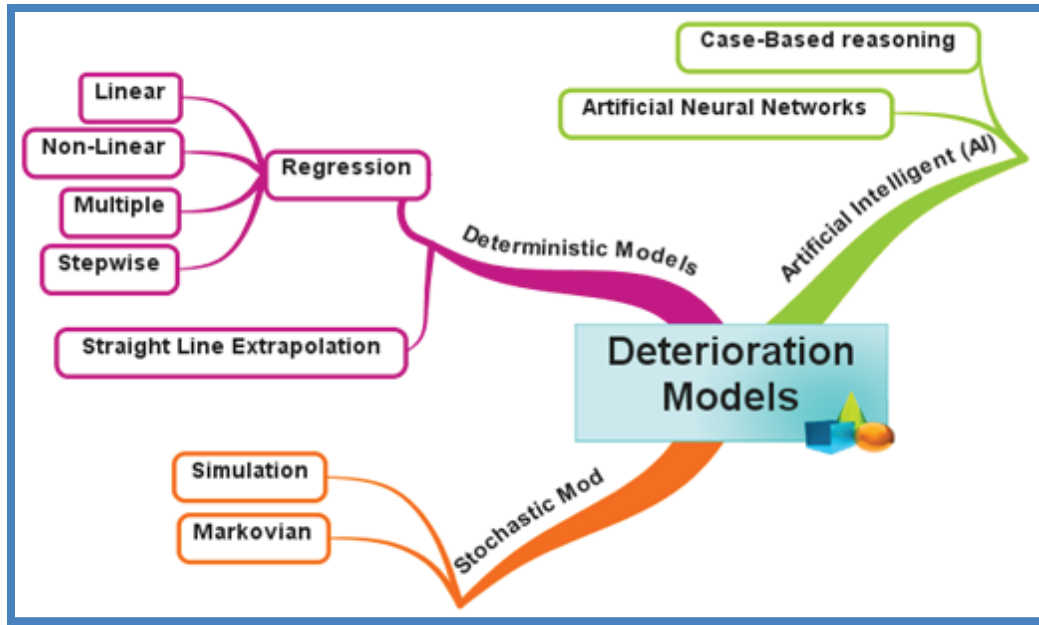 Case-Based reasoning
Artificial Neural Networks
Artificial Intelligent (AI)
Linear
Non-Linear
Multiple
Stepwise
Regression
Deterministic Models
Straight Line Extrapolation
Deterioration
Models
Simulation
Markovian
Stochastic Mod